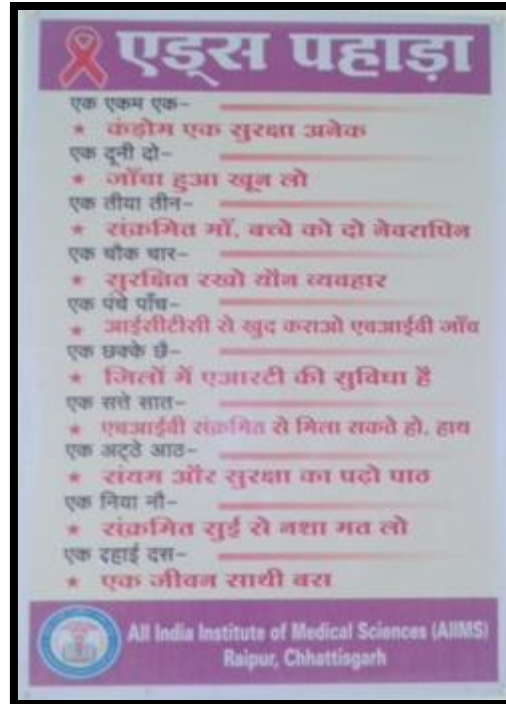 एड्स पहाड़ा
एक एकम एक-
★ कंडोम एक सुरक्षा अनेक
एक दूनी दो-
★ जाँचा हुआ खून लो
एक तीया तीन-
★ संक्रमित माँ, बच्चे को दो नेवरापिन
एक चौक चार-
★ सुरक्षित रखो यौन व्यवहार
एक पंचे पाँच-
★ आईसीटीसी से खुद कराओ एचआईवी जाँच
एक छक्के छै-
★ जिलों में एआरटी की सुविधा है
एक सत्ते सात-
★ एचआईवी संक्रमित से मिला सकते हो, हाथ
एक अट्ठे आठ-
★ संयम और सुरक्षा का पढ़ो पाठ
एक निया नौ-
★ संक्रमित सुई से नशा मत लो
एक दहाई दस-
★ एक जीवन साथी बस
All India Institute of Medical Sciences (AIIMS)
Raipur, Chhattisgarh